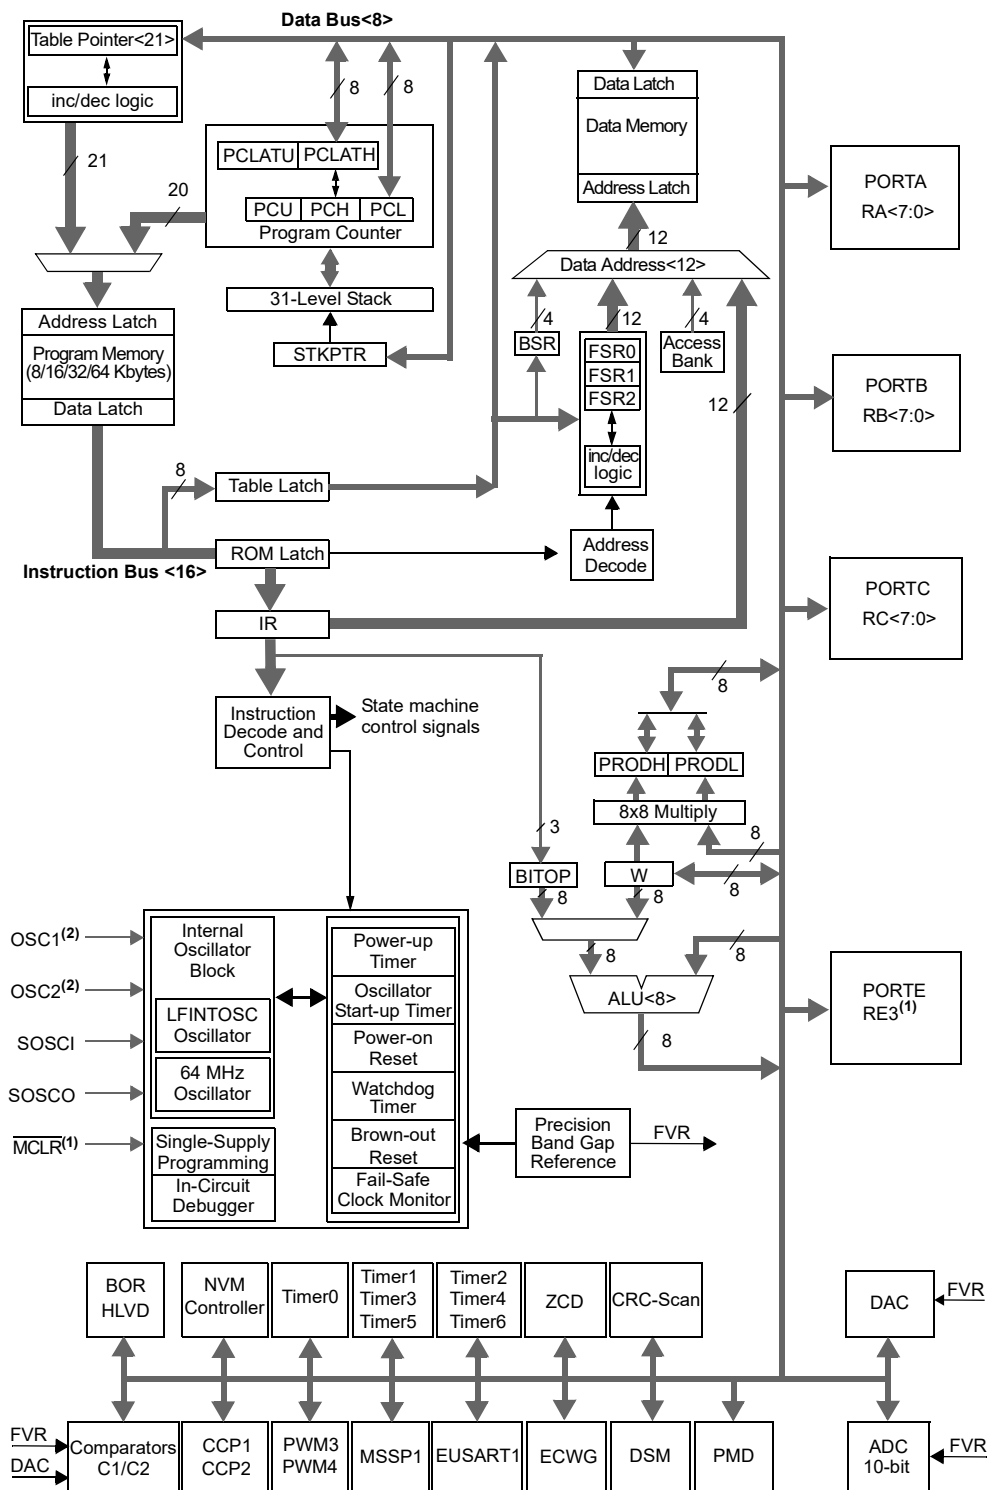 Data Bus<8>
Table Pointer<21>
inc/dec logic
21
20
8
8
PCLATU PCLATH
PCU PCH PCL
Program Counter
31-Level Stack
STKPTR
Address Latch
Program Memory
(8/16/32/64 Kbytes)
Data Latch
8
Table Latch
ROM Latch
Instruction Bus <16>
IR
Data Latch
Data Memory
Address Latch
12
Data Address<12>
4
12
4
BSR
FSR0
FSR1
FSR2
inc/dec
logic
Access
Bank
12
Address
Decode
PORTA
RA<7:0>
PORTB
RB<7:0>
PORTC
RC<7:0>
PORTE
RE3(1)
Instruction
Decode and
Control
State machine
control signals
8
PRODH PRODL
8x8 Multiply
3
8
BITOP
W
8
8
8
8
8
ALU<8>
8
OSC1(2)
OSC2(2)
SOSCI
SOSCO
MCLR(1)
Internal
Oscillator
Block
LFINTOSC
Oscillator
64 MHz
Oscillator
Single-Supply
Programming
In-Circuit
Debugger
Power-up
Timer
Oscillator
Start-up Timer
Power-on
Reset
Watchdog
Timer
Brown-out
Reset
Fail-Safe
Clock Monitor
Precision
Band Gap
Reference
FVR
BOR
HLVD
NVM
Controller
Timer0
Timer1
Timer3
Timer5
Timer2
Timer4
Timer6
ZCD
CRC-Scan
DAC
FVR
FVR
DAC
Comparators
C1/C2
CCP1
CCP2
PWM3
PWM4
MSSP1
EUSART1
ECWG
DSM
PMD
ADC
10-bit
FVR